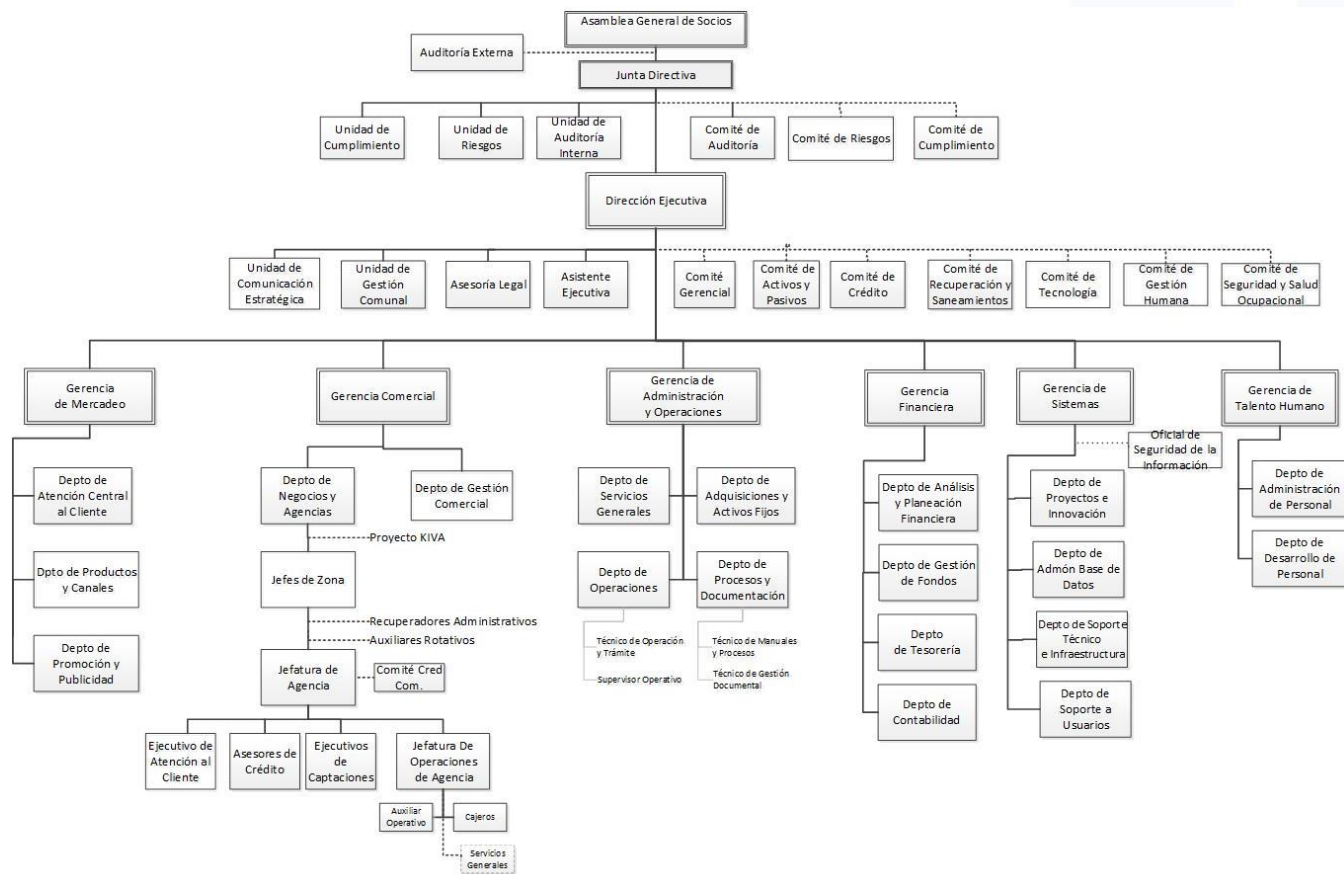 Asamblea General de Socios
Auditoría Externa
Junta Directiva
Unidad de
Cumplimiento
Unidad de
Riesgos
Unidad de
Auditoría
Interna
Comité de
Auditoría
Comité de Riesgos
Comité de
Cumplimiento
Dirección Ejecutiva
Unidad de
Comunicación
Estratégica
Unidad de
Gestión
Comunal
Asesoría Legal
Asistente
Ejecutiva
Comité
Gerencial
Comité de
Activos y
Pasivos
Comité de
Crédito
Comité de
Recuperación y
Saneamientos
Comité de
Tecnología
Comité de
Gestión
Humana
Comité de
Seguridad y Salud
Ocupacional
Gerencia
de Mercadeo
Gerencia Comercial
Gerencia de
Administración
y Operaciones
Gerencia
Financiera
Gerencia de
Sistemas
Gerencia de
Talento Humano
Oficial de
Seguridad de la
Información
Depto de
Atención Central
al Cliente
Dpto de Productos
y Canales
Depto de
Promoción y
Publicidad
Depto de
Negocios y
Agencias
Depto de Gestión
Comercial
Proyecto KIVA
Jefes de Zona
Recuperadores Administrativos
Auxiliares Rotativos
Jefatura de
Agencia
Comité Cred
Com.
Ejecutivo de
Atención al
Cliente
Asesores de
Crédito
Ejecutivos
de
Captaciones
Jefatura De
Operaciones
de Agencia
Auxiliar
Operativo
Cajeros
Servicios
Generales
Depto de
Servicios
Generales
Depto de
Adquisiciones y
Activos Fijos
Depto de
Operaciones
Depto de
Procesos y
Documentación
Técnico de Operación
y Trámite
Supervisor Operativo
Técnico de Manuales
y Procesos
Técnico de Gestión
Documental
Depto de Análisis
y Planeación
Financiera
Depto de Gestión
de Fondos
Depto
de Tesorería
Depto de
Contabilidad
Depto de
Proyectos e
Innovación
Depto de
Admón Base de
Datos
Depto de Soporte
Técnico
e Infraestructura
Depto de
Soporte a
Usuarios
Depto de
Administración
de Personal
Depto de
Desarrollo de
Personal